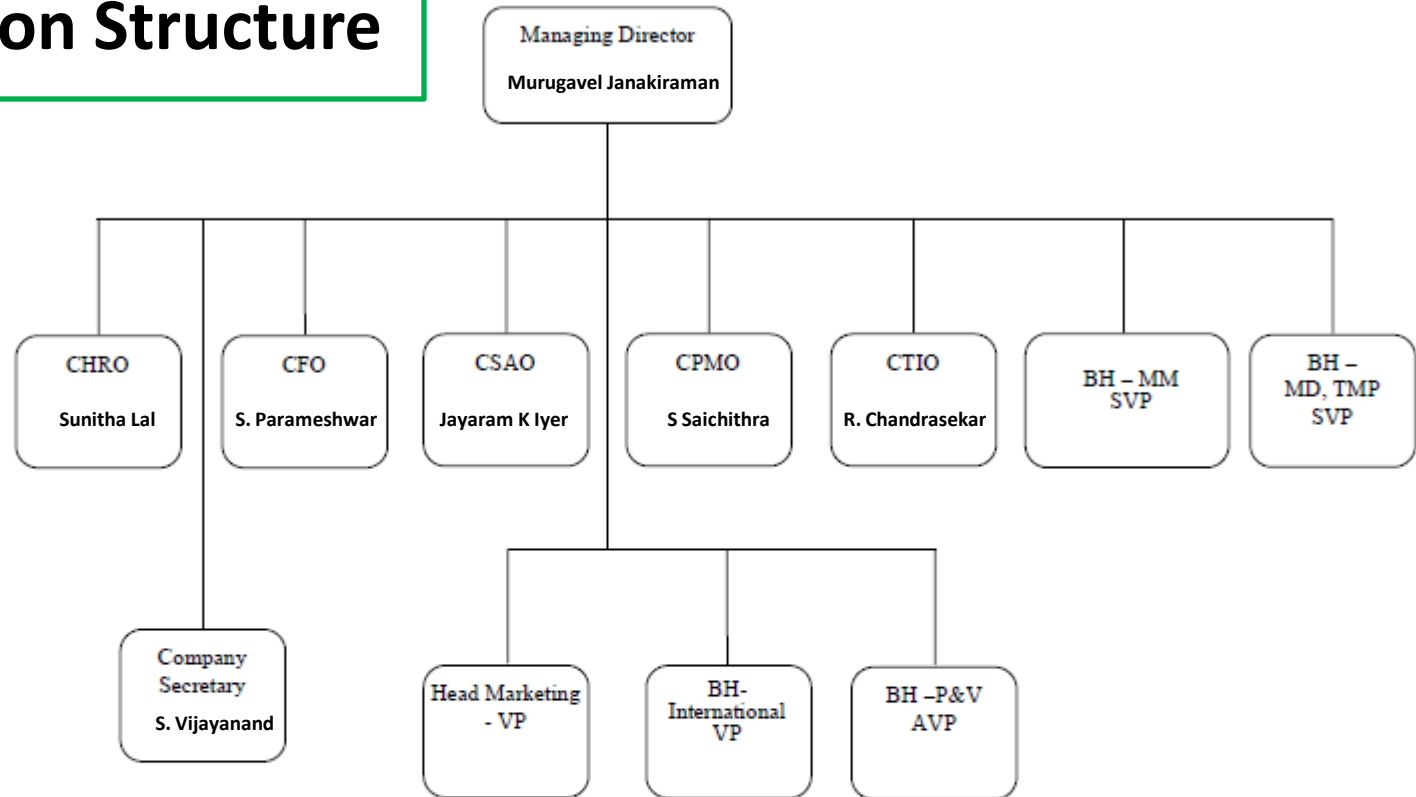 on Structure
Managing Director
Murugavel Janakiraman
CHRO
Sunitha Lal
CFO
S. Parameshwar
CSAO
Jayaram K Iyer
CPMO
S Saichithra
CTIO
R. Chandrasekar
BH – MM
SVP
BH –
MD, TMP
SVP
Company
Secretary
S. Vijayanand
Head Marketing
- VP
BH-
International
VP
BH –P&V
AVP